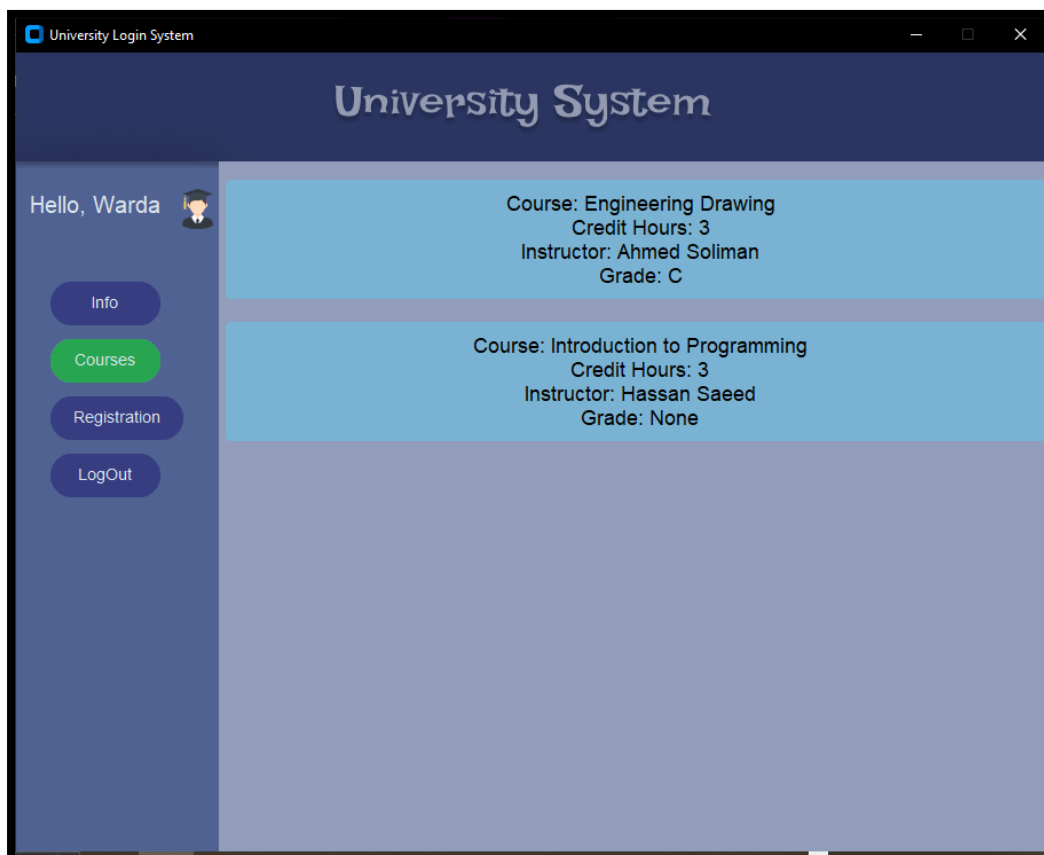 University Login System
University System
Hello, Warda
Info
Courses
Registration
LogOut
Course: Engineering Drawing
Credit Hours: 3
Instructor: Ahmed Soliman
Grade: C
Course: Introduction to Programming
Credit Hours: 3
Instructor: Hassan Saeed
Grade: None